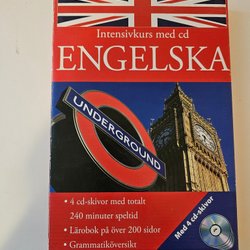 Intensivkurs med cd
ENGELSKA
UNDERGROUND
• 4 cd-skivor med totalt
240 minuter speltid
• Lärobok på över 200 sidor
• Grammatiköversikt
Med 4 cd-skivor